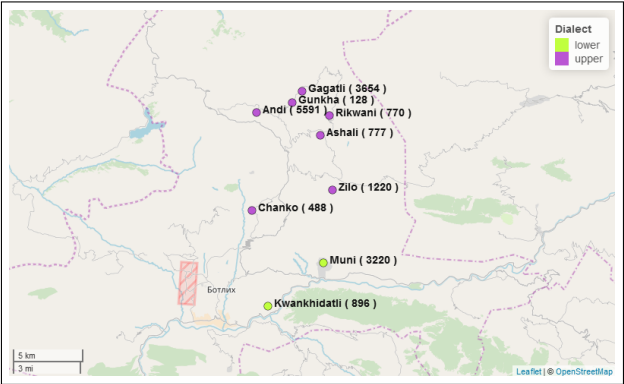 Dialect
lower
upper
Gagatli ( 3654 )
Gunkha ( 128 )
Andi ( 5591 )
Rikwani ( 770 )
Ashali ( 777 )
Zilo ( 1220 )
Chanko ( 488 )
Muni ( 3220 )
Ботлих
Kwankhidatli ( 896 )
5 km
3 mi
Leaflet | © OpenStreetMap